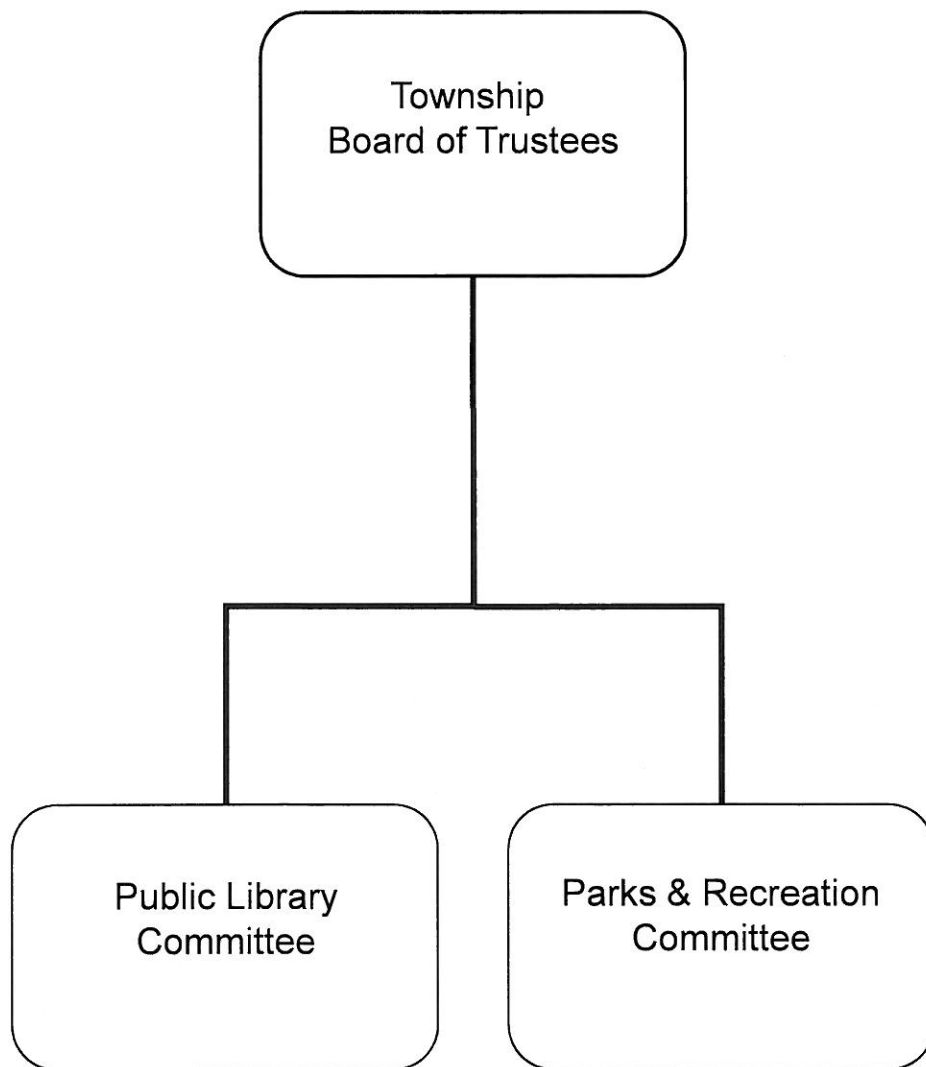 Township
Board of Trustees
Public Library
Committee
Parks & Recreation
Committee